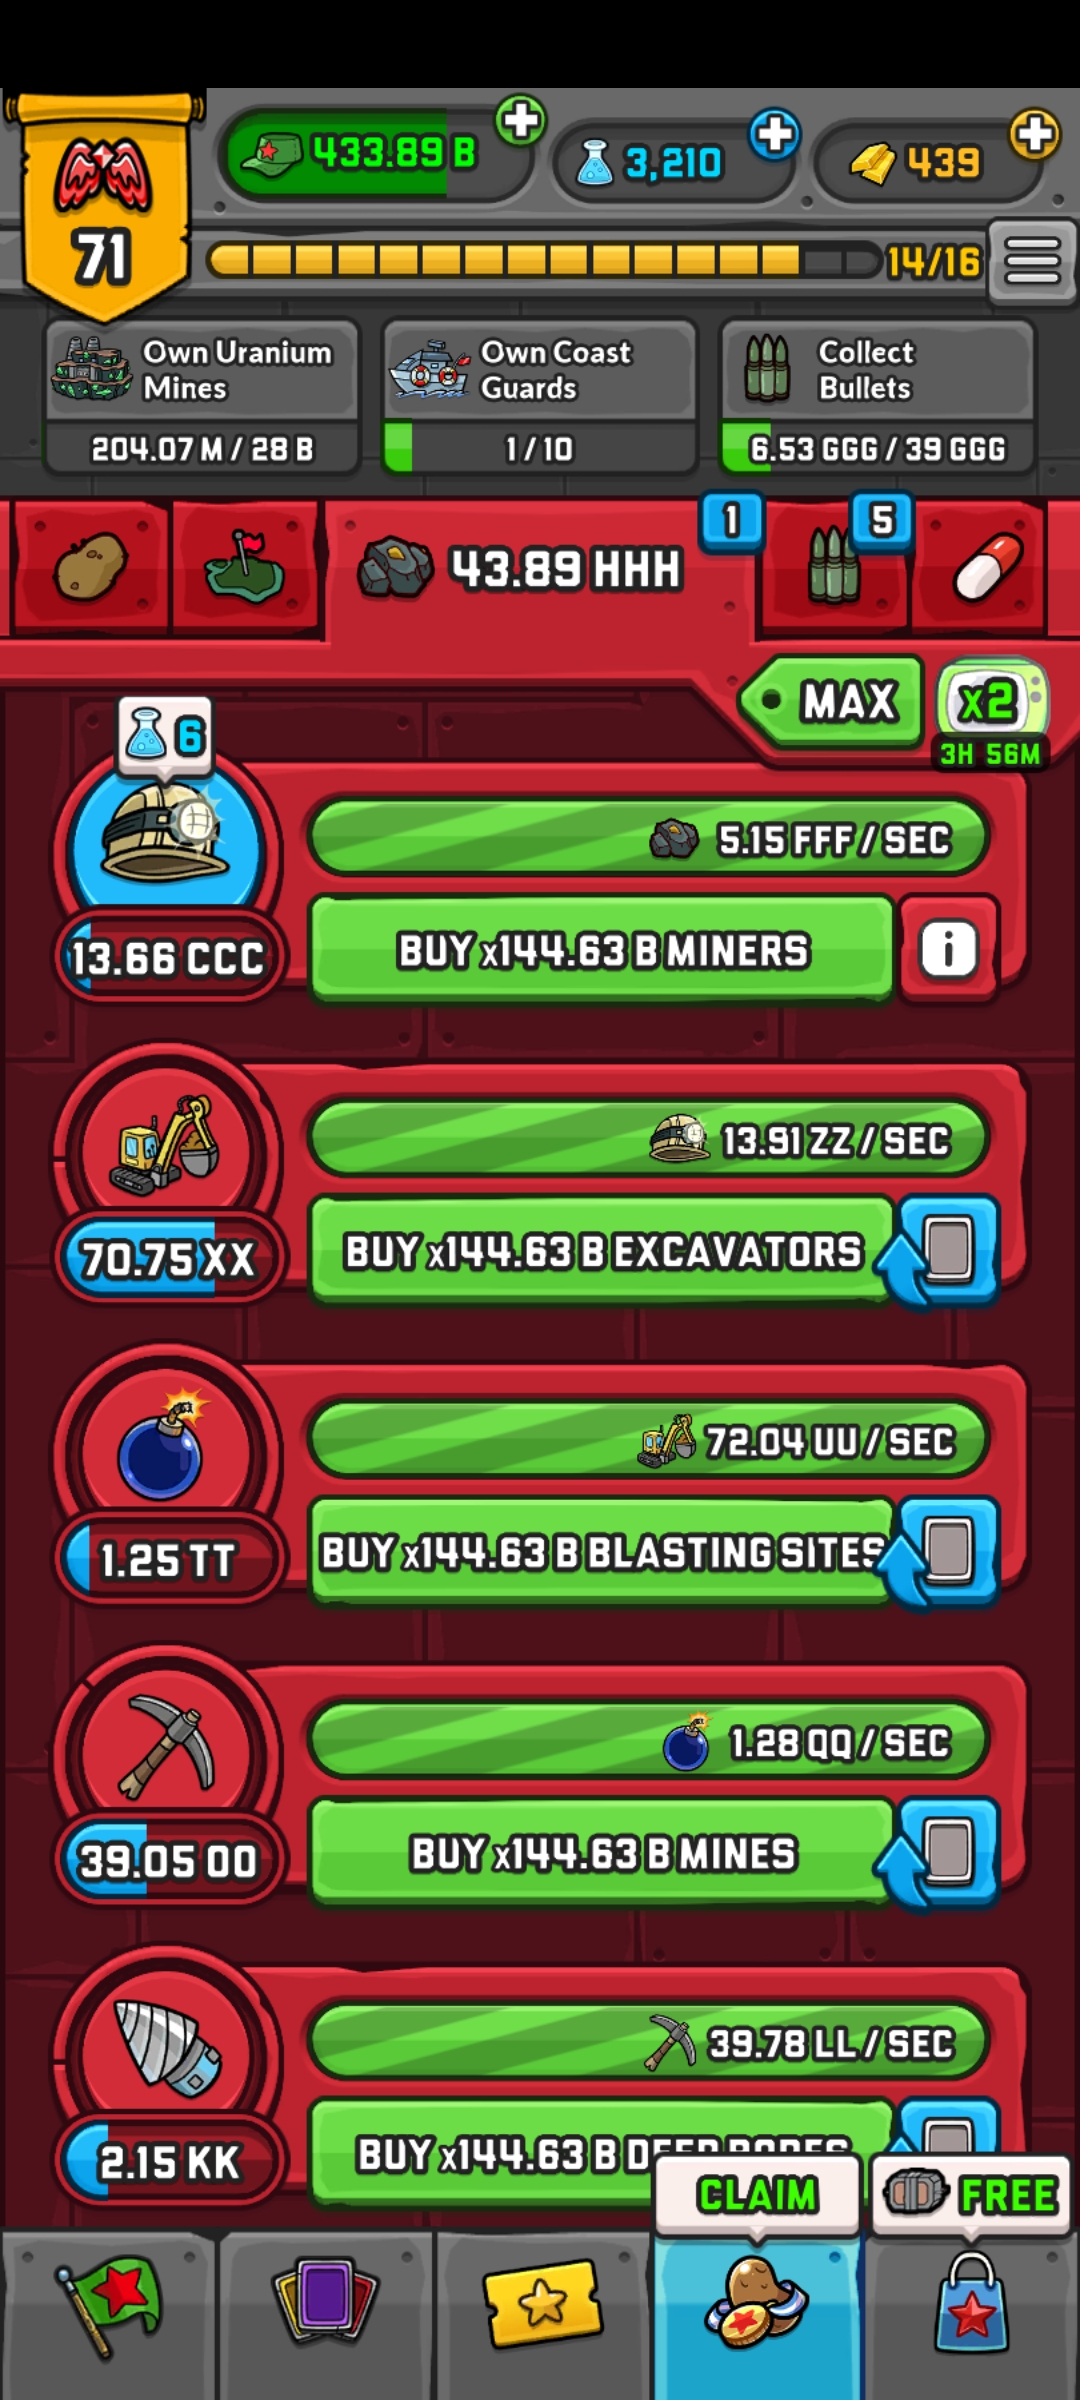 433.89 B
3,210
439
71
14/16
Own Uranium
Mines
204.07 M / 28 B
Own Coast
Guards
1 / 10
Collect
Bullets
6.53 GGG / 39 GGG
43.89 HHH
1
5
MAX
x2
3H 56M
6
5.15 FFF / SEC
13.66 CCC
BUY x144.63 B MINERS
i
13.91 ZZ / SEC
70.75 XX
BUY x144.63 B EXCAVATORS
72.04 UU / SEC
1.25 TT
BUY x144.63 B BLASTING SITES
1.28 QQ / SEC
39.05 OO
BUY x144.63 B MINES
39.78 LL / SEC
2.15 KK
BUY x144.63 B DEEP BORES
CLAIM
FREE